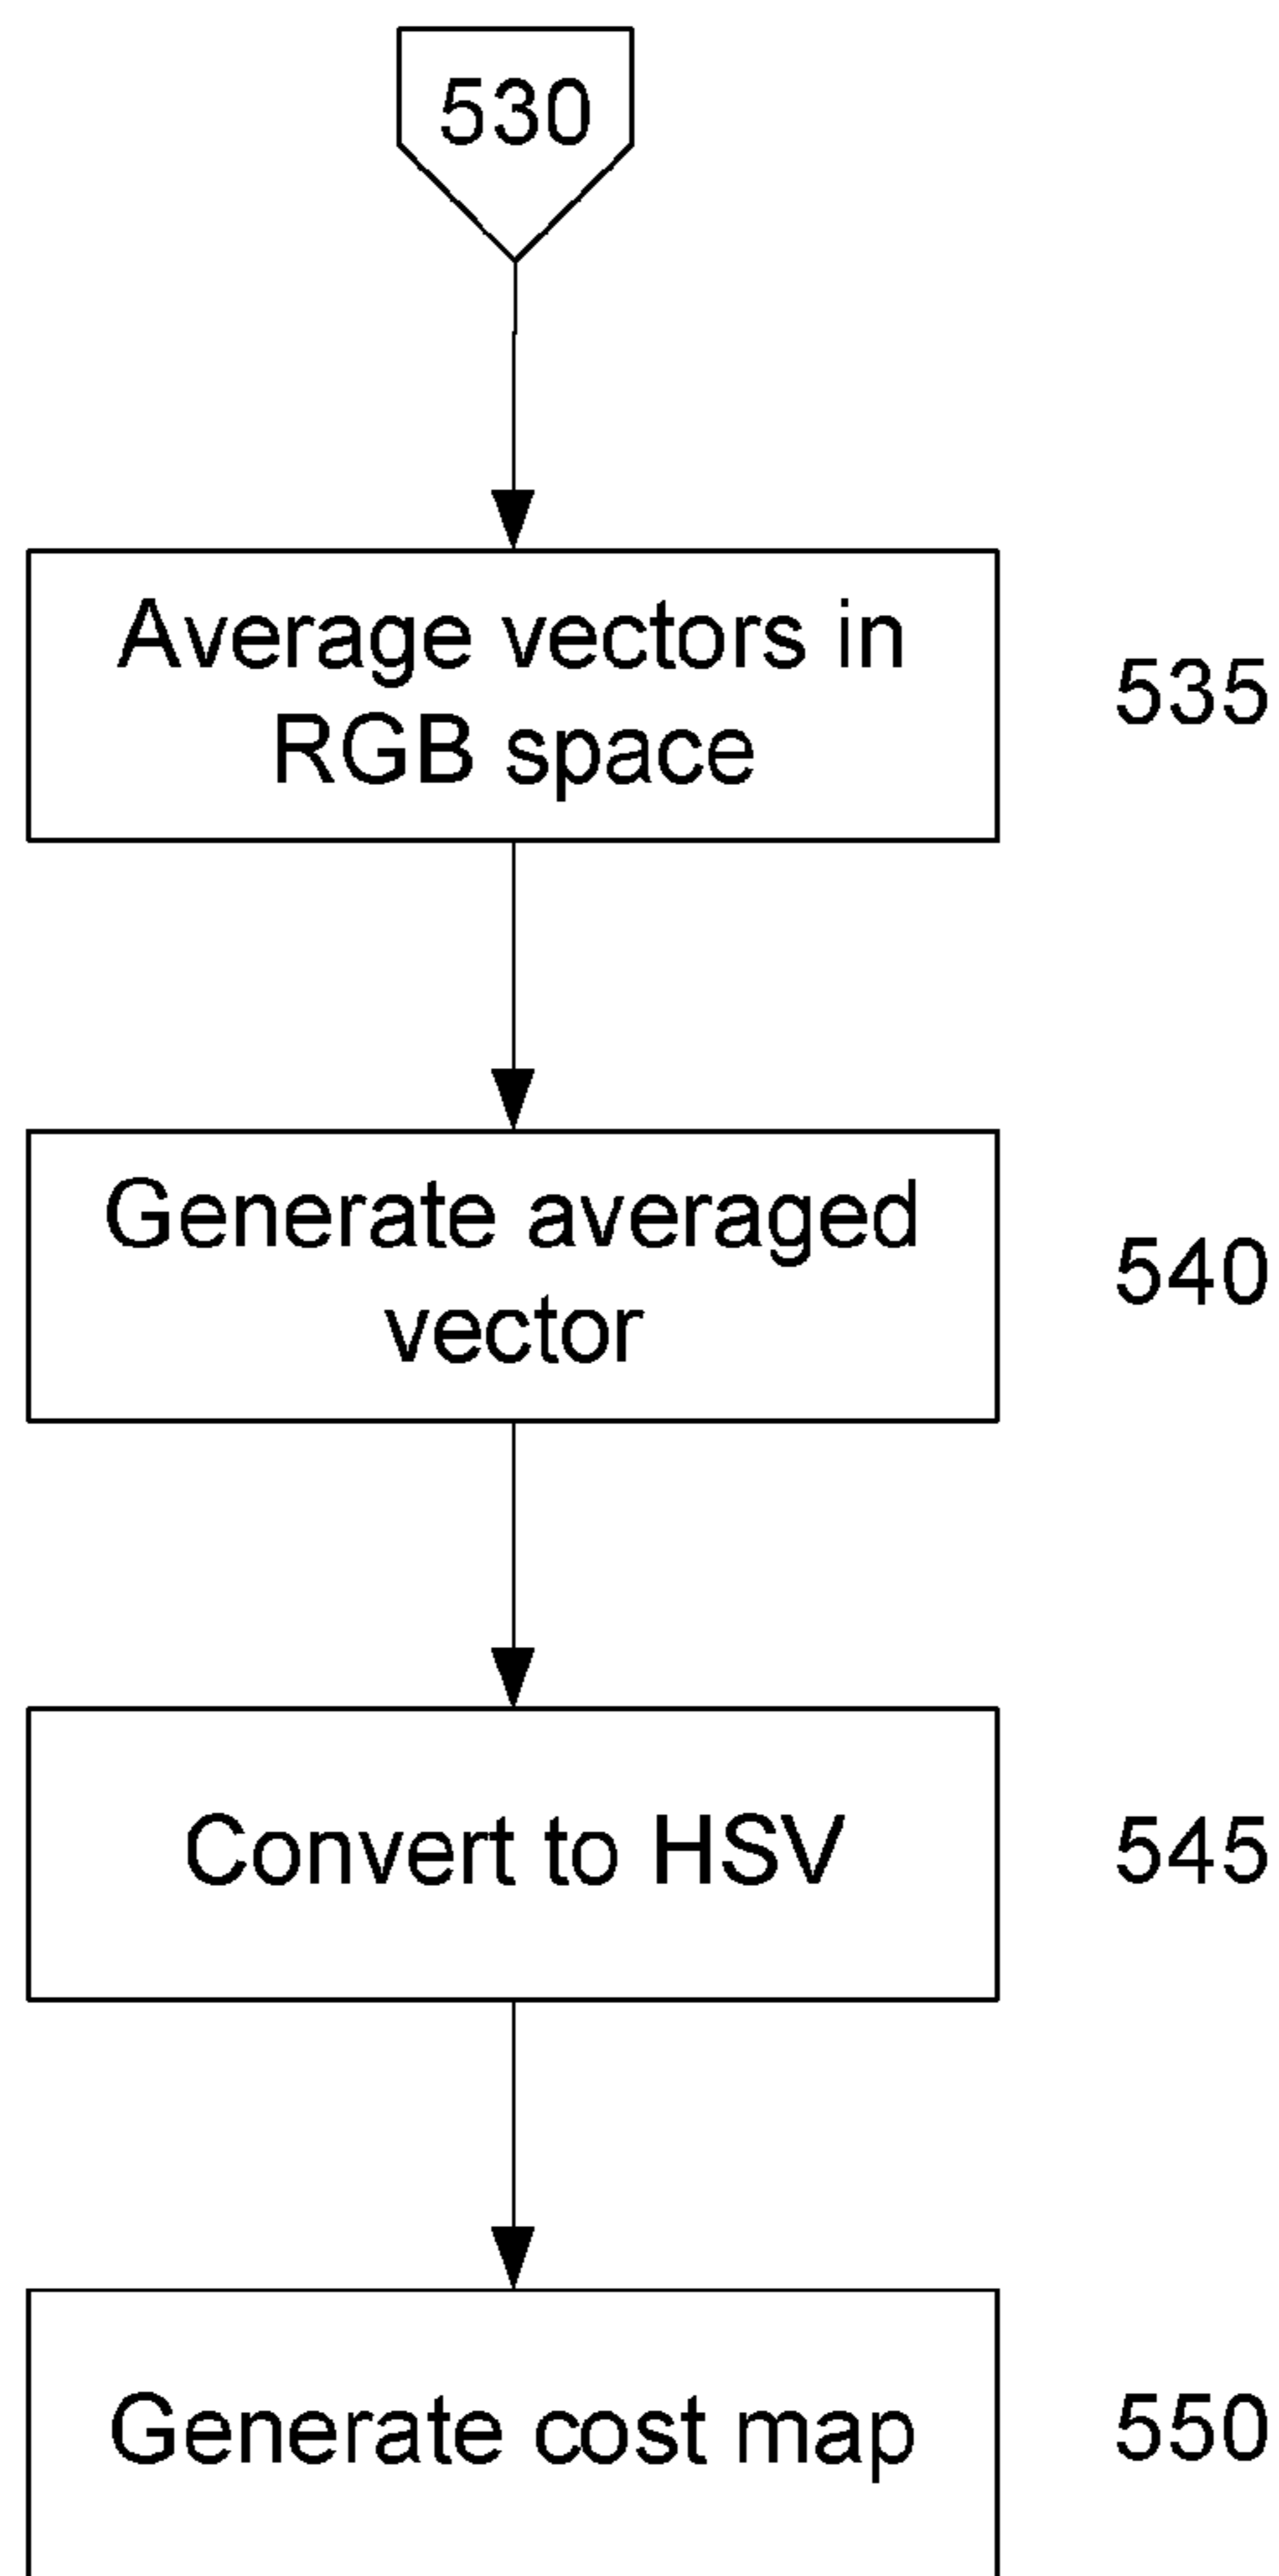 530
Average vectors in
RGB space
535
Generate averaged
vector
540
Convert to HSV
545
Generate cost map
550